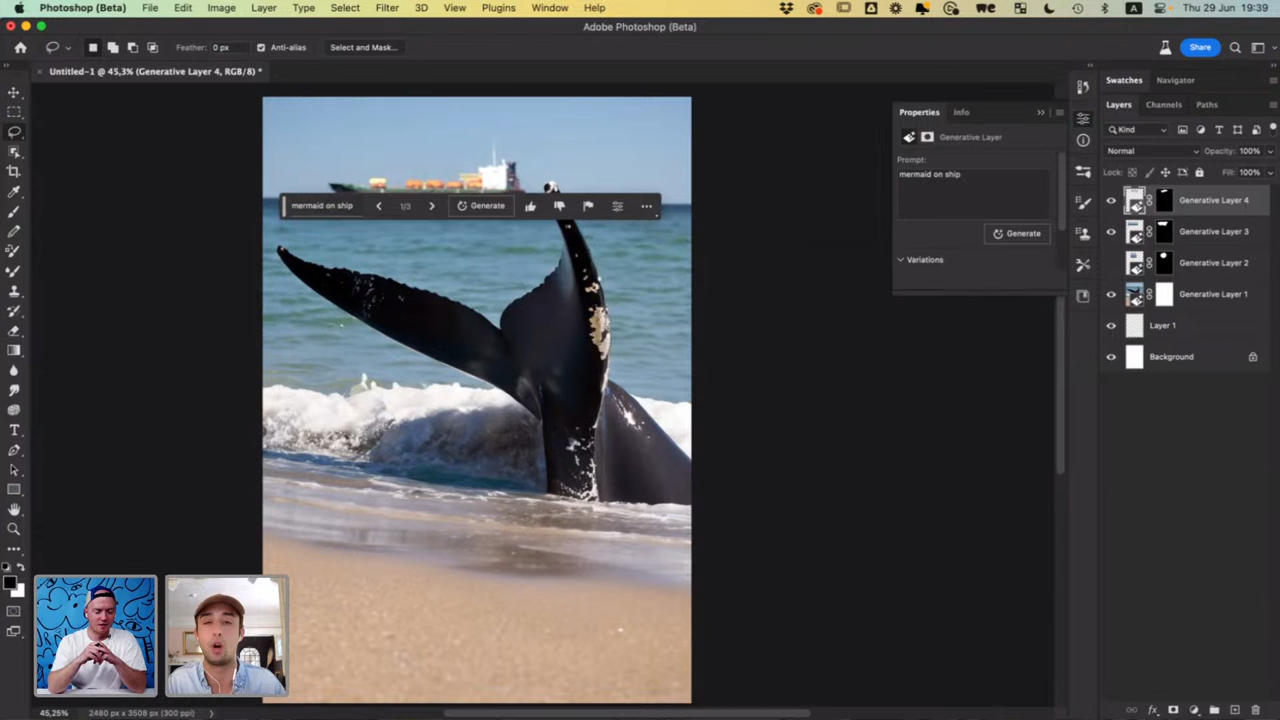 Photoshop (Beta) File Edit Image Layer Type Select Filter 3D View Plugins Window Help
A
Thu 29 Jun 19:39
Adobe Photoshop (Beta)
Feather: 0 px Anti-alias Select and Mask...
Share
Untitled-1 @ 45,3% (Generative Layer 4, RGB/8) *
Swatches Navigator
Layers Channels Paths
Kind
Normal Opacity: 100%
Lock: Fill: 100%
Generative Layer 4
Generative Layer 3
Generative Layer 2
Generative Layer 1
Layer 1
Background
Properties Info
Generative Layer
Prompt:
mermaid on ship
Generate
Variations
mermaid on ship 1/3 Generate
45,25% 2480 px x 3508 px (300 ppi)